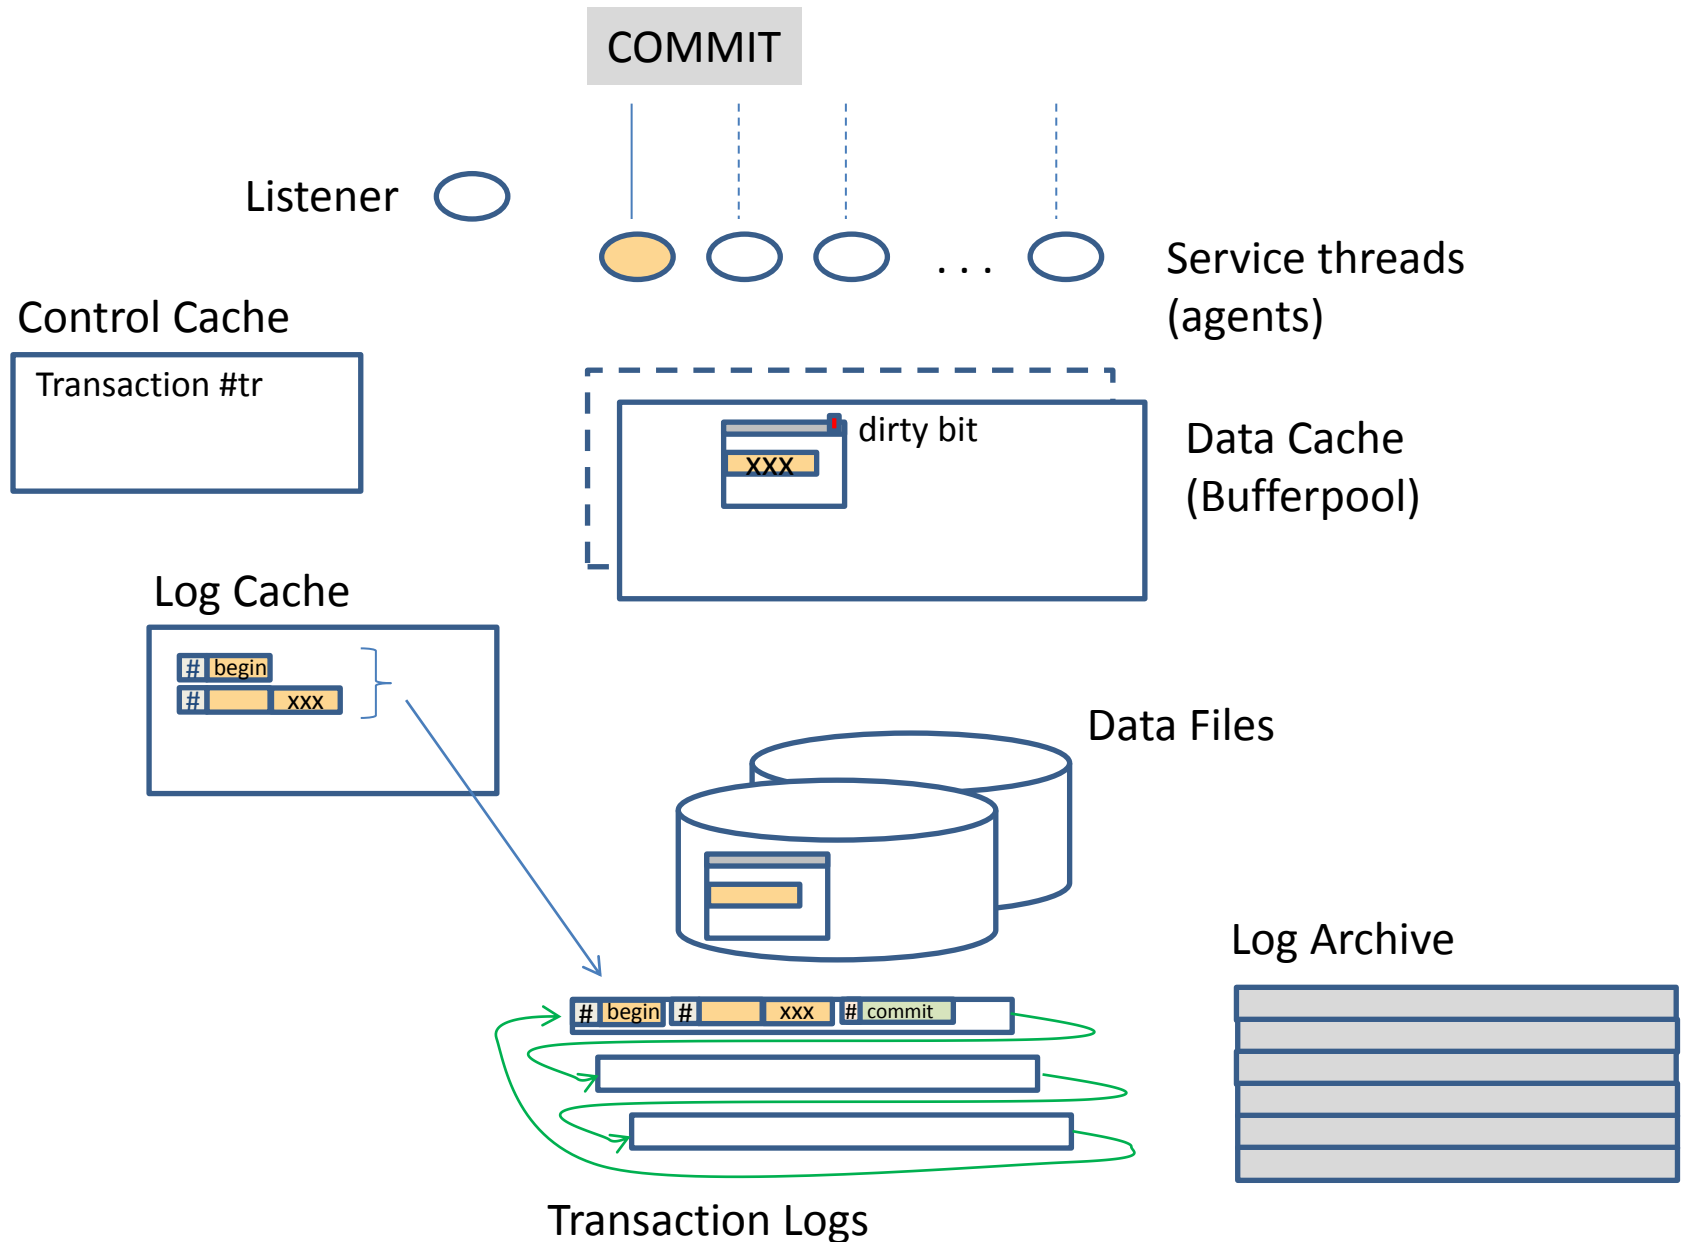 COMMIT
Listener
. . .
Service threads
(agents)
Control Cache
Transaction #tr
dirty bit
xxx
Data Cache
(Bufferpool)
Log Cache
# begin
# xxx
Data Files
Log Archive
# begin # xxx # commit
Transaction Logs